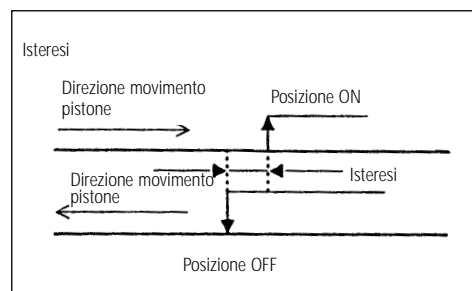 Isteresi
Direzione movimento
pistone
Posizione ON
Direzione movimento
pistone
Isteresi
Posizione OFF